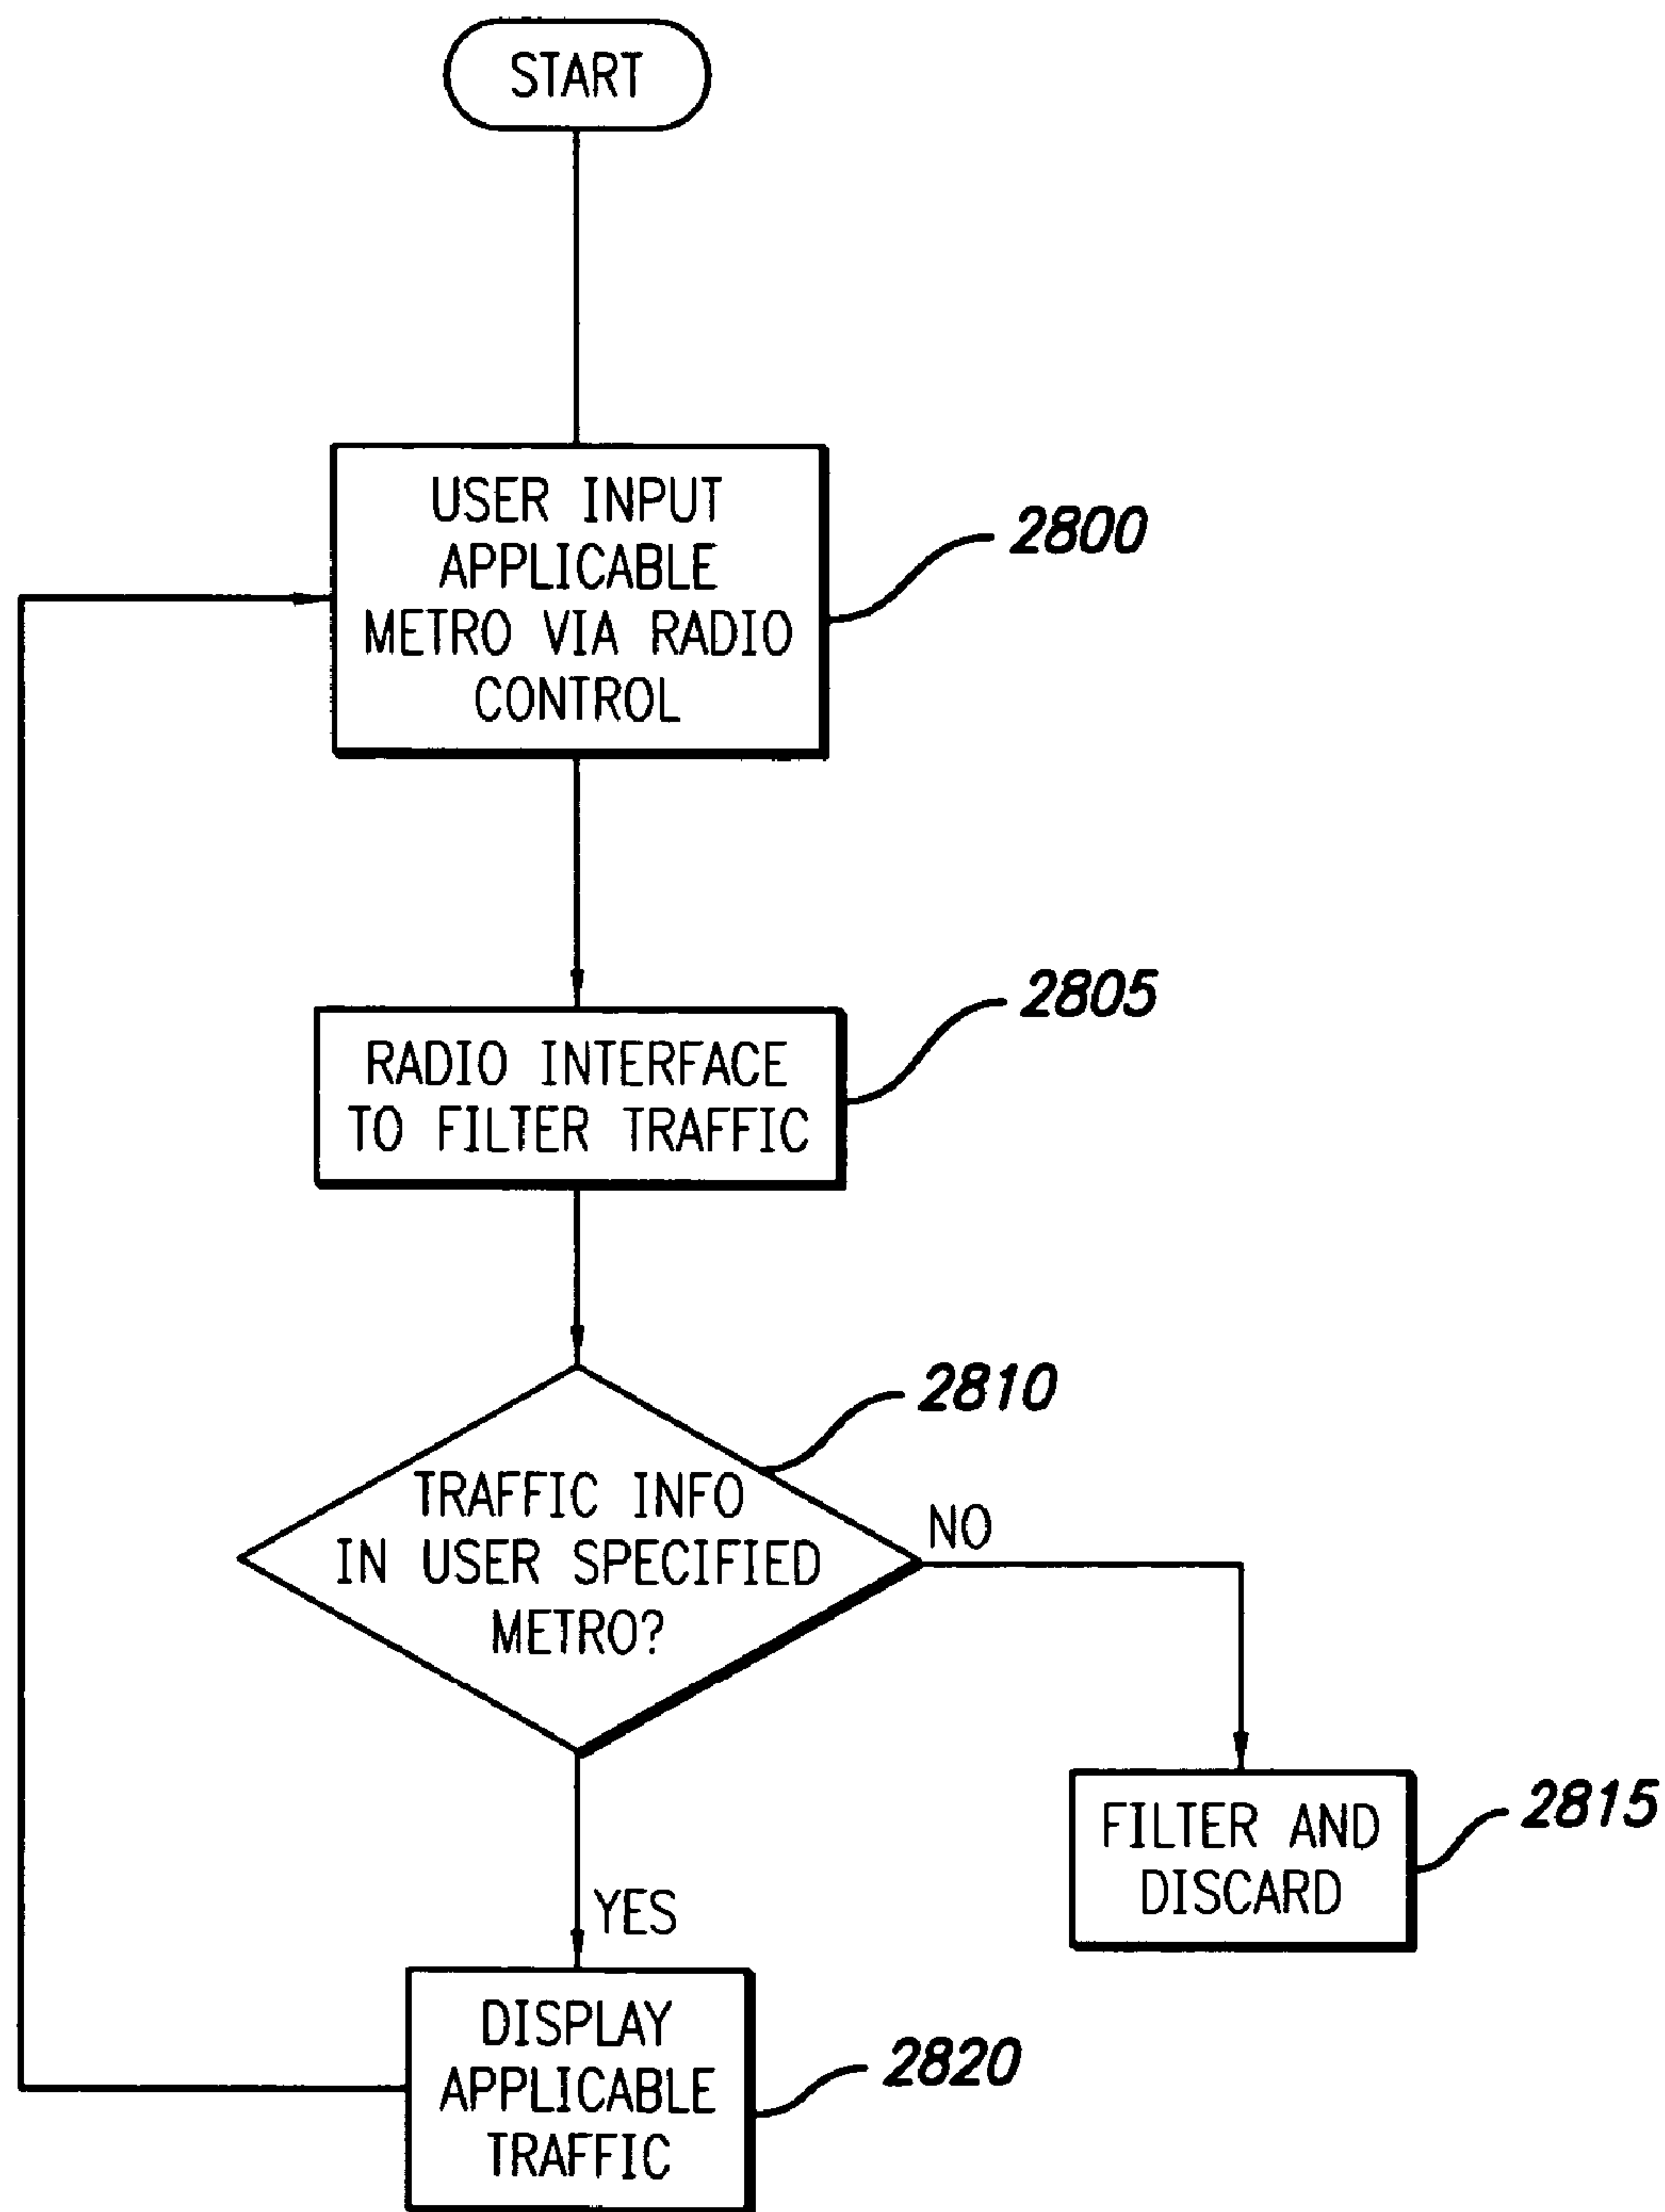 START
USER INPUT
APPLICABLE
METRO VIA RADIO
CONTROL
2800
RADIO INTERFACE
TO FILTER TRAFFIC
2805
TRAFFIC INFO
IN USER SPECIFIED
METRO?
2810
NO
FILTER AND
DISCARD
2815
YES
DISPLAY
APPLICABLE
TRAFFIC
2820